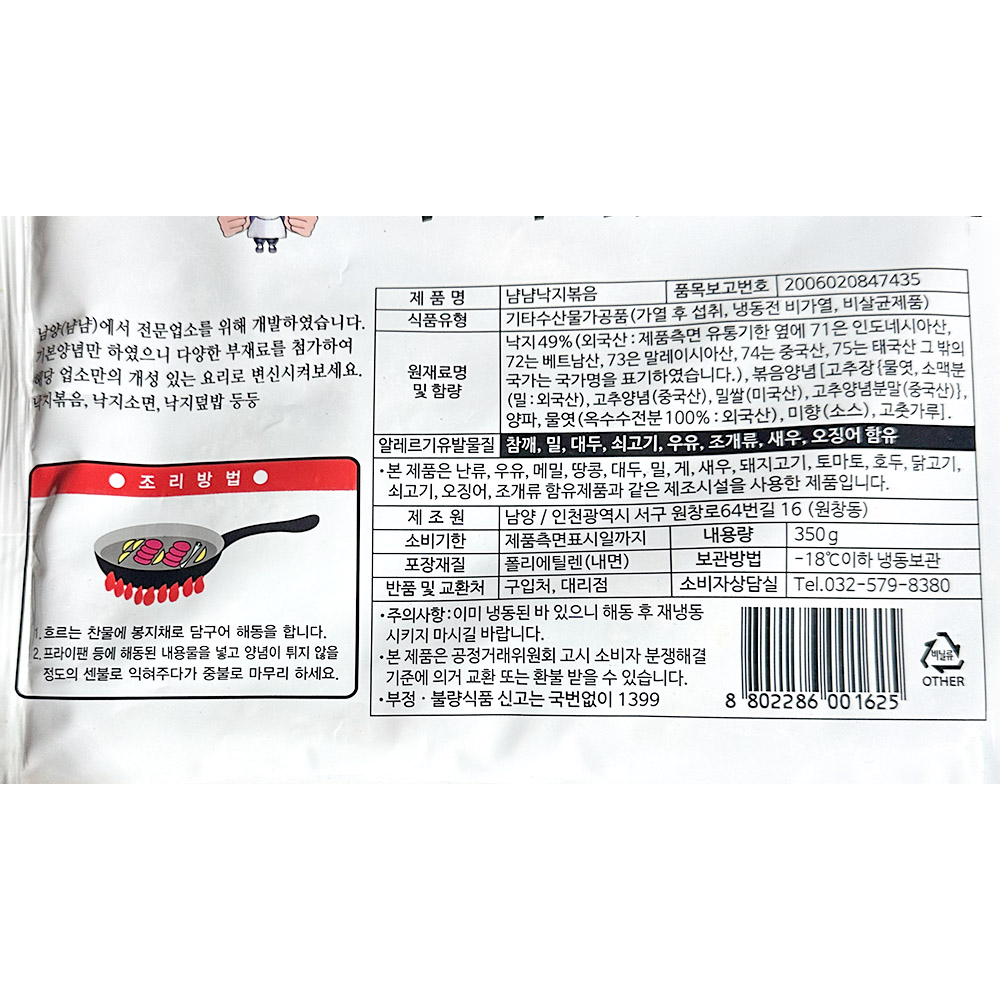 남양(냠냠)에서 전문업소를 위해 개발하였습니다.
기본양념만 하였으니 다양한 부재료를 첨가하여
해당 업소만의 개성 있는 요리로 변신시켜보세요.
낙지볶음, 낙지소면, 낙지덮밥 등등
● 조 리 방 법 ●
1. 흐르는 찬물에 봉지채로 담구어 해동을 합니다.
2. 프라이팬 등에 해동된 내용물을 넣고 양념이 튀지 않을
정도의 센불로 익혀주다가 중불로 마무리 하세요.
제 품 명 냠냠낙지볶음 품목보고번호 2006020847435
식품유형 기타수산물가공품(가열 후 섭취, 냉동전 비가열, 비살균제품)
원재료명 및 함량
낙지49%(외국산:제품측면 유통기한 옆에 71은 인도네시아산,
72는 베트남산, 73은 말레이시아산, 74는 중국산, 75는 태국산 그 밖의
국가는 국가명을 표기하였습니다.), 볶음양념[고추장{물엿, 소맥분
(밀:외국산), 고추양념(중국산), 밀쌀(미국산), 고추양념분말(중국산)},
양파, 물엿(옥수수전분100%:외국산), 미향(소스), 고춧가루].
알레르기유발물질 참깨, 밀, 대두, 쇠고기, 우유, 조개류, 새우, 오징어 함유
•본 제품은 난류, 우유, 메밀, 땅콩, 대두, 밀, 게, 새우, 돼지고기, 토마토, 호두, 닭고기,
쇠고기, 오징어, 조개류 함유제품과 같은 제조시설을 사용한 제품입니다.
제 조 원 남양 / 인천광역시 서구 원창로64번길 16 (원창동)
소비기한 제품측면표시일까지 내용량 350g
포장재질 폴리에틸렌(내면) 보관방법 -18℃이하 냉동보관
반품 및 교환처 구입처, 대리점 소비자상담실 Tel.032-579-8380
•주의사항:이미 냉동된 바 있으니 해동 후 재냉동
시키지 마시길 바랍니다.
•본 제품은 공정거래위원회 고시 소비자 분쟁해결
기준에 의거 교환 또는 환불 받을 수 있습니다.
•부정·불량식품 신고는 국번없이 1399
8 802286 001625
비닐류
OTHER